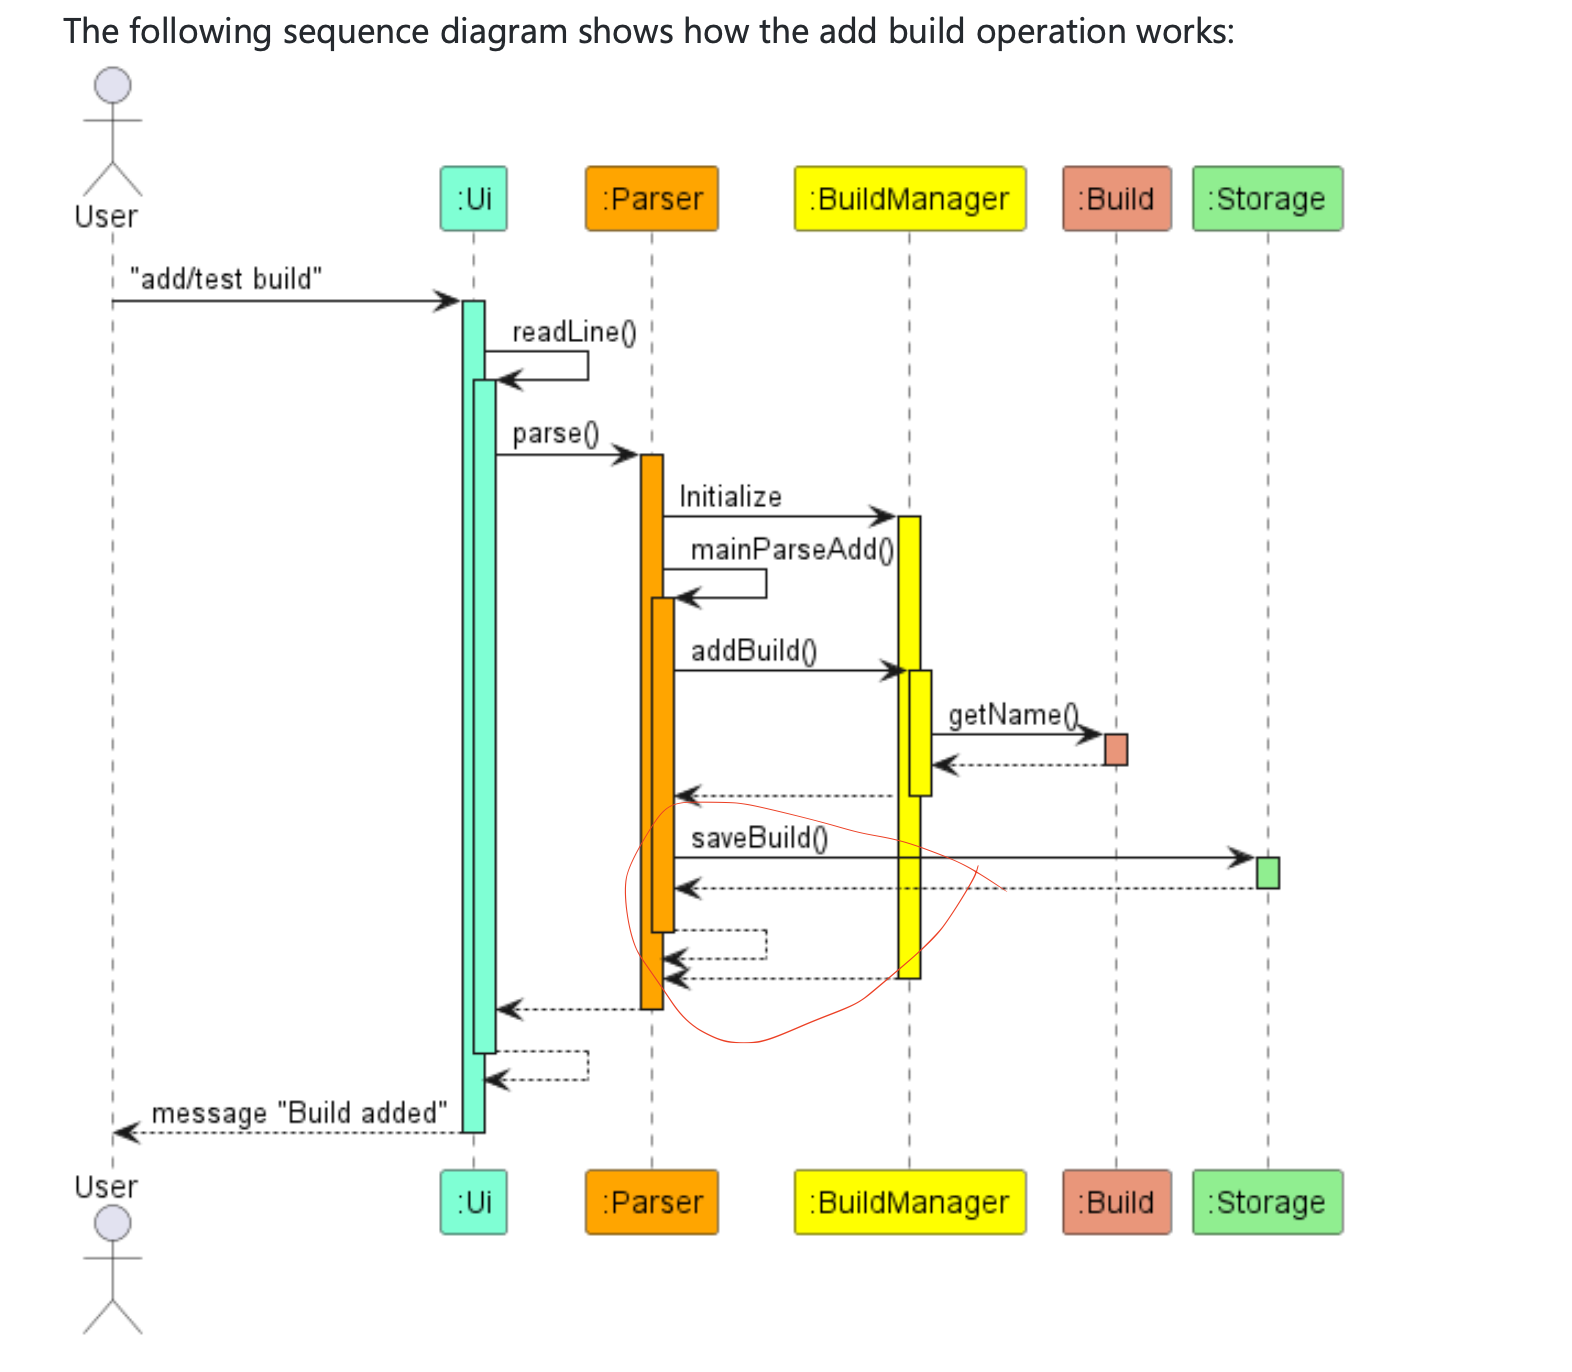 The following sequence diagram shows how the add build operation works:
User
:Ui
:Parser
:BuildManager
:Build
:Storage
"add/test build"
readLine()
parse()
Initialize
mainParseAdd()
addBuild()
getName()
saveBuild()
message "Build added"
User
:Ui
:Parser
:BuildManager
:Build
:Storage